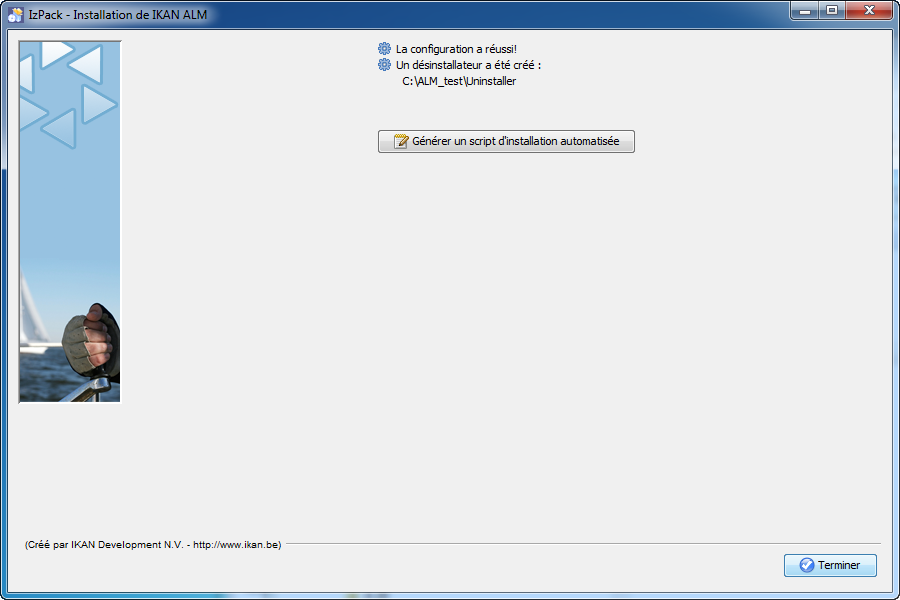 IzPack - Installation de IKAN ALM
La configuration a réussi!
Un désinstallateur a été créé :
C:\ALM_test\Uninstaller
Générer un script d'installation automatisée
(Créé par IKAN Development N.V. - http://www.ikan.be)
Terminer